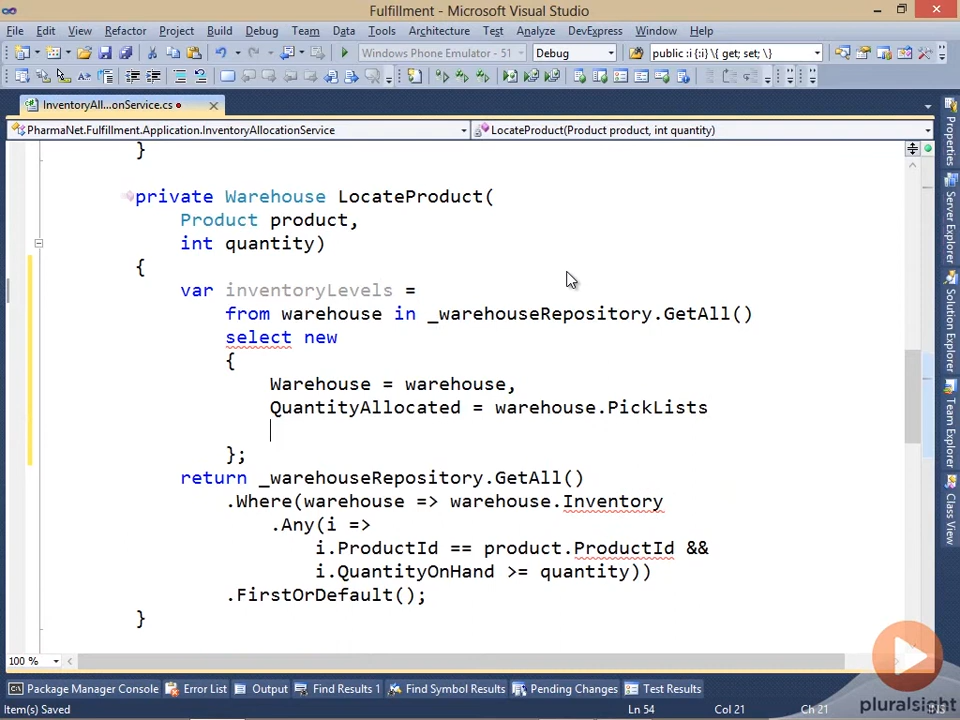 Fulfillment - Microsoft Visual Studio
File Edit View Refactor Project Build Debug Team Data Tools Architecture Test Analyze DevExpress Window Help
Windows Phone Emulator - 51 Debug public :i {:i} \{ get; set; \}
InventoryAll...onService.cs
PharmaNet.Fulfillment.Application.InventoryAllocationService LocateProduct(Product product, int quantity)
}
private Warehouse LocateProduct(
Product product,
int quantity)
{
var inventoryLevels =
from warehouse in _warehouseRepository.GetAll()
select new
{
Warehouse = warehouse,
QuantityAllocated = warehouse.PickLists
};
return _warehouseRepository.GetAll()
.Where(warehouse => warehouse.Inventory
.Any(i =>
i.ProductId == product.ProductId &&
i.QuantityOnHand >= quantity))
.FirstOrDefault();
}
Properties
Server Explorer
Solution Explorer
Team Explorer
Class View
100 %
Package Manager Console Error List Output Find Results 1 Find Symbol Results Pending Changes Test Results
Item(s) Saved Ln 54 Col 21 Ch 21 INS
pluralsight